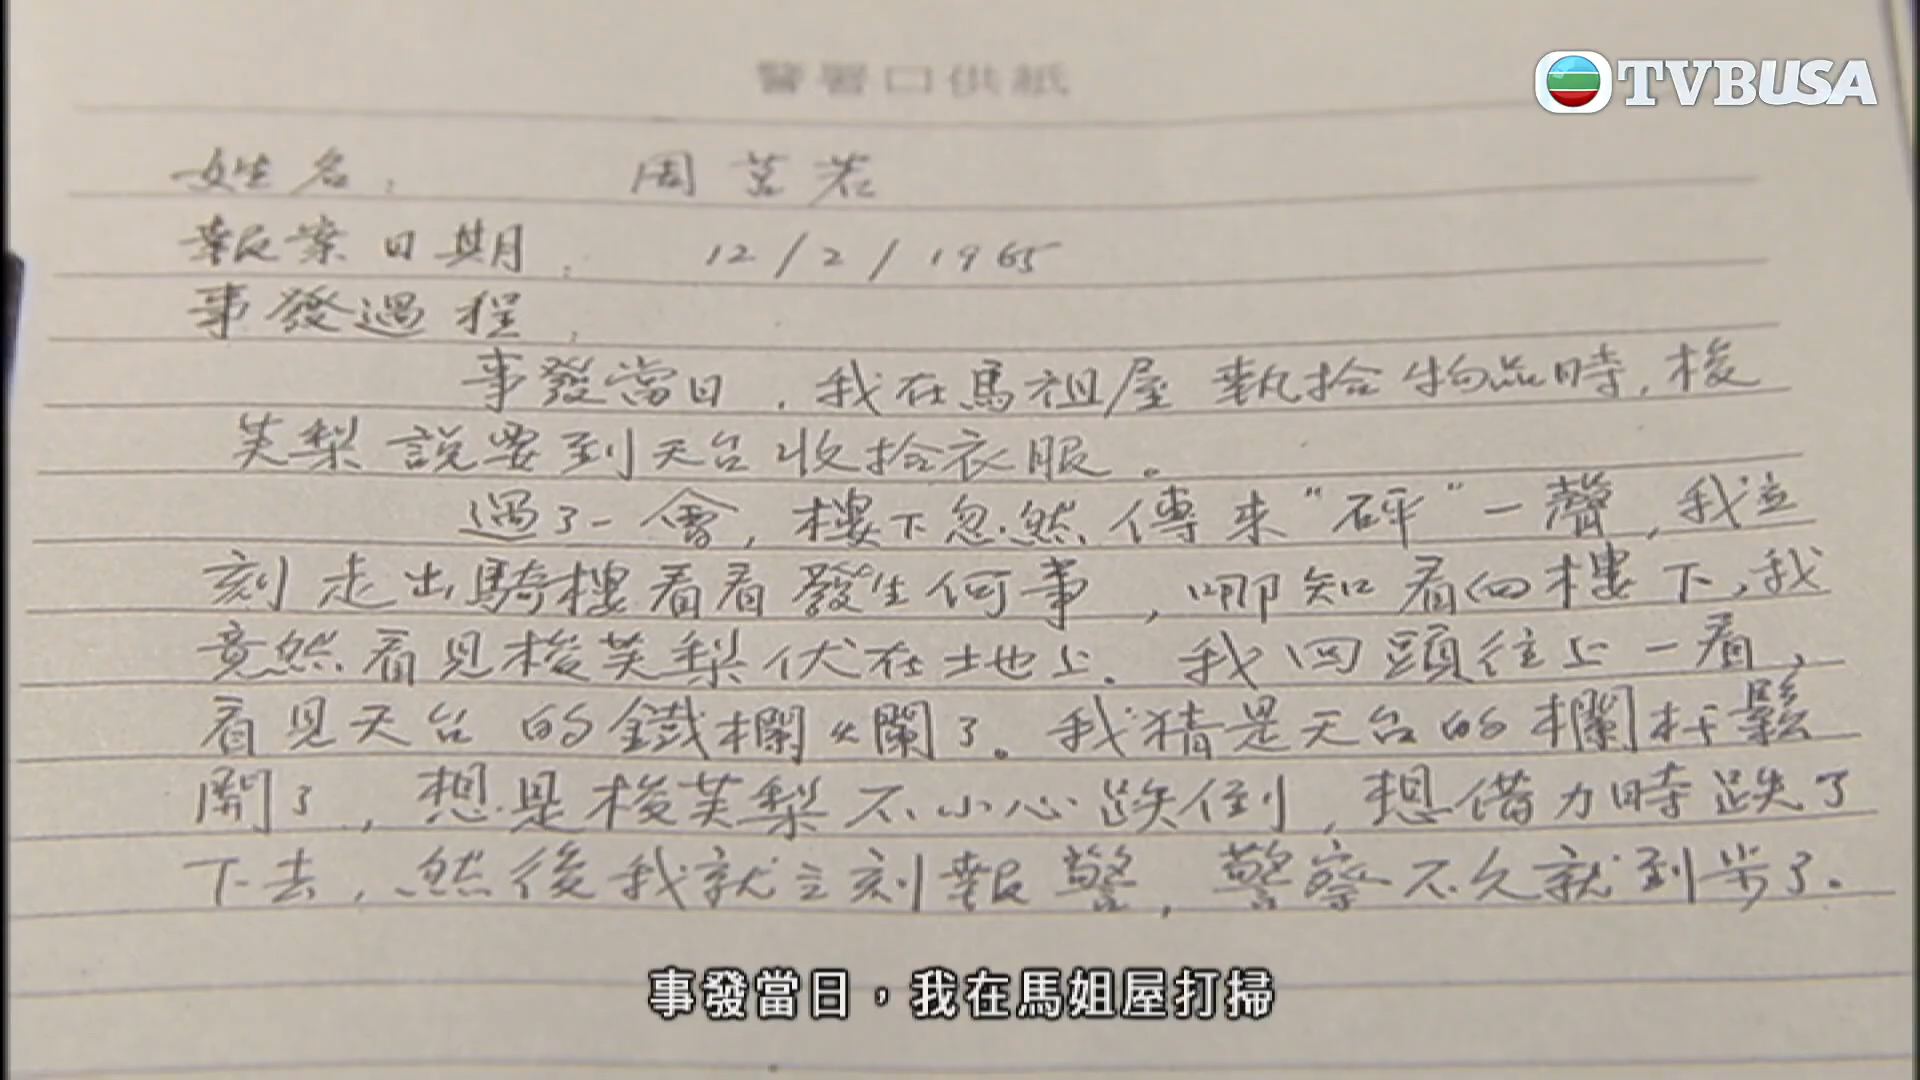 警署口供紙
TVBUSA
姓名: 周若
報案日期: 12/2/1965
事發過程:
事發當日,我在馬祖屋執拾物品時,梭
芙梨說要到天台收拾衣服。
過了一會,樓下忽然傳來"砰"一聲,我立
刻走出騎樓看看發生何事,哪知看向樓下,我
竟然看見梭芙梨伏在地上。我回頭往上一看,
看見天台的鐵欄開了。我猜是天台的欄杆鬆
開了,想是梭芙梨不小心跌倒,想借力時跌了
下去,然後我就立刻報警,警察不久就到步了。
事發當日,我在馬姐屋打掃